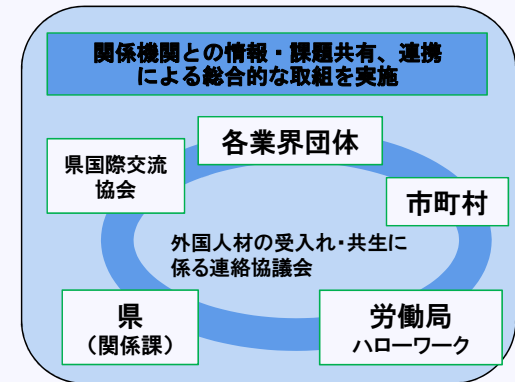 関係機関との情報・課題共有、連携
による総合的な取組を実施
各業界団体
県国際交流
協会
市町村
外国人材の受入れ・共生に
係る連絡協議会
県
（関係課）
労働局
ハローワーク